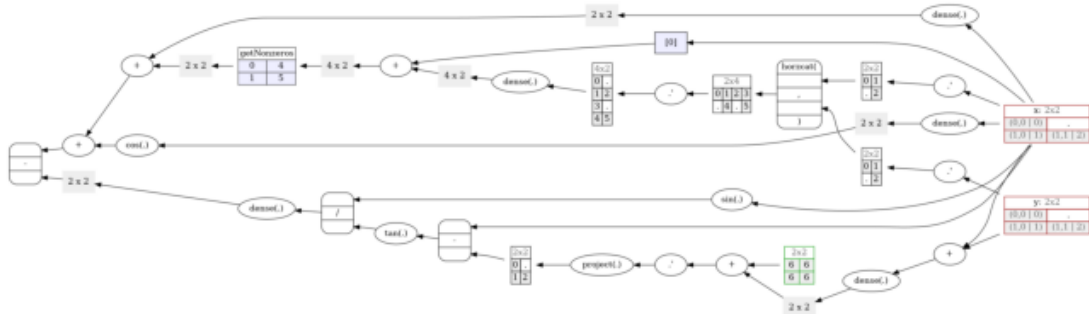 2 x 2
dense(.)
[0]
+
2 x 2
getNonzeros
0 4
1 5
4 x 2
+
4 x 2
dense(.)
4x2
0 .
1 2
3 .
4 5
.'
2x4
0 1 2 3
. 4 . 5
horzcat(
,
)
2x2
0 1
. 2
.'
x: 2x2
(0,0 | 0) .
(1,0 | 1) (1,1 | 2)
2 x 2
dense(.)
+
cos(.)
-
2 x 2
2x2
0 1
. 2
.'
y: 2x2
(0,0 | 0) .
(1,0 | 1) (1,1 | 2)
dense(.)
/
sin(.)
tan(.)
-
2x2
0 .
1 2
project(.)
.'
+
2x2
6 6
6 6
+
dense(.)
2 x 2